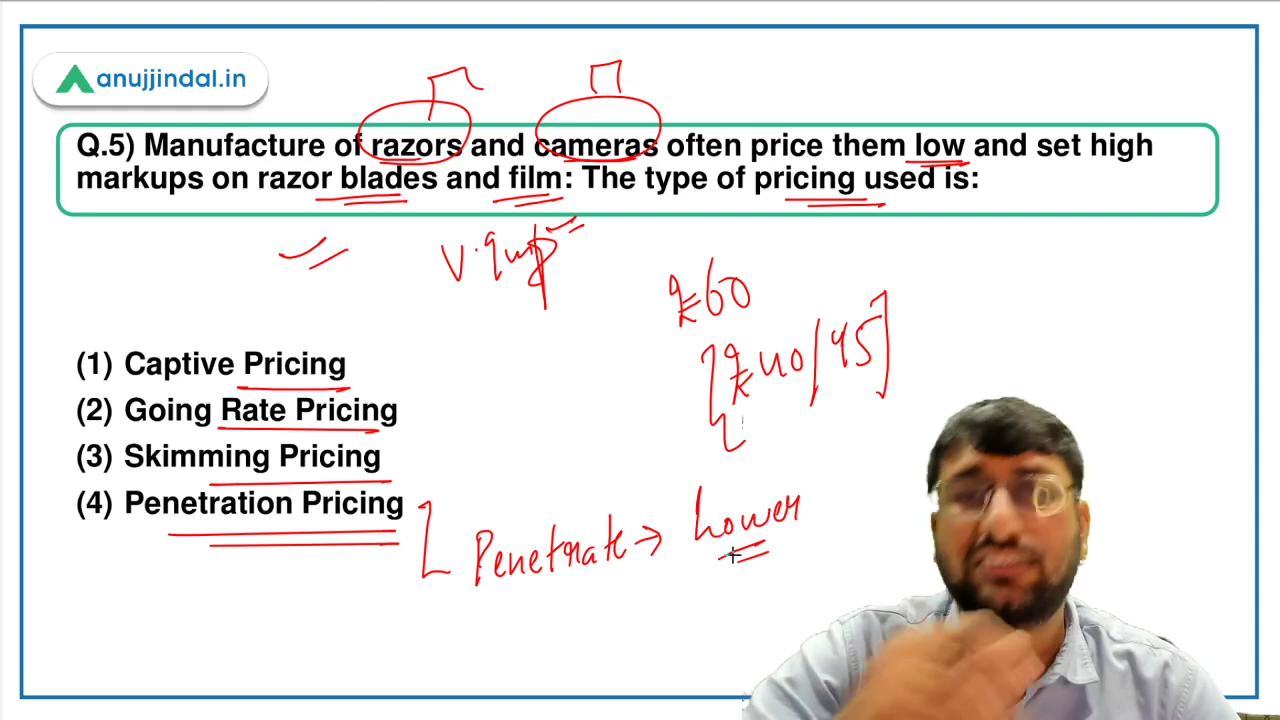 anujjindal.in
Q.5) Manufacture of razors and cameras often price them low and set high
markups on razor blades and film: The type of pricing used is:
V.Imp
₹60
₹40/45
(1) Captive Pricing
(2) Going Rate Pricing
(3) Skimming Pricing
(4) Penetration Pricing
Penetrate → Lower